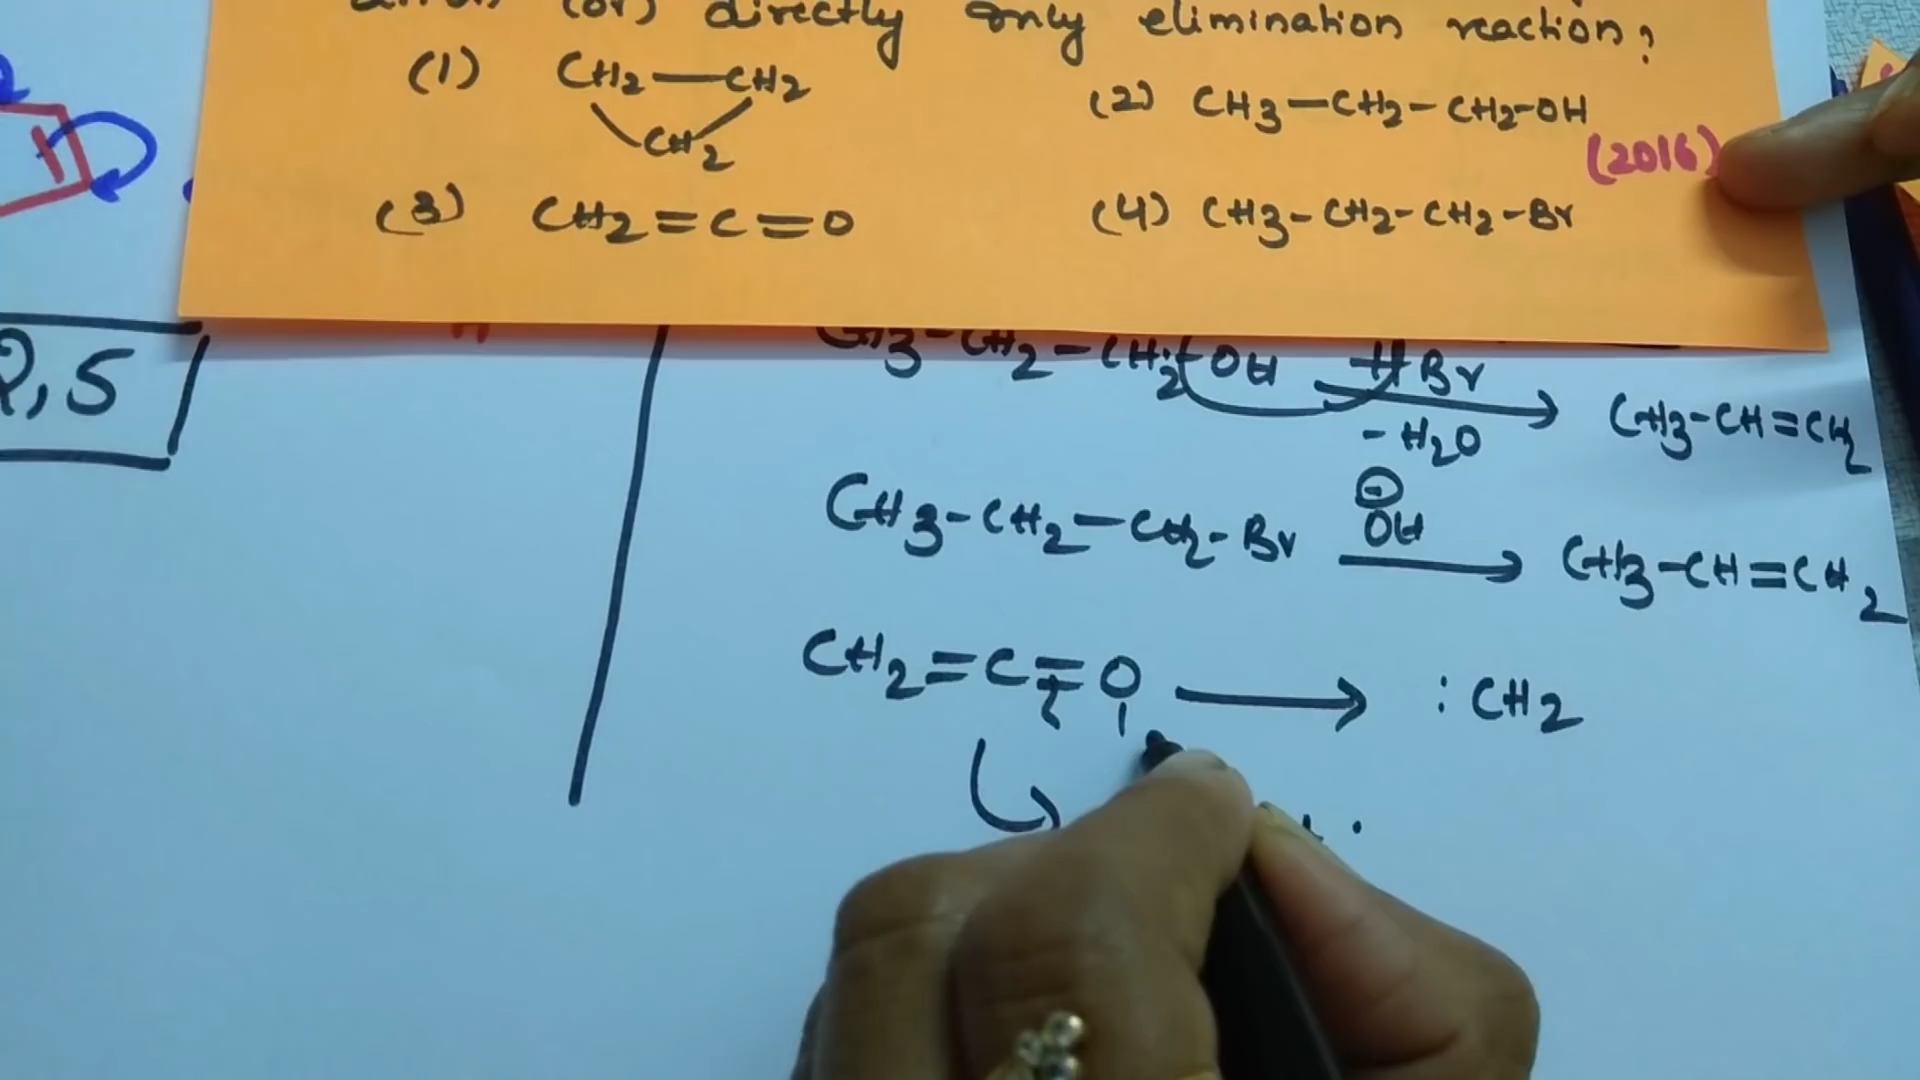 (or) directly only elimination reaction?
(1) CH2—CH2
CH2
(2) CH3—CH2-CH2-OH
(2016)
(3) CH2=C=O
(4) CH3-CH2-CH2-Br
2,5
CH3-CH2-CH2-OH HBr
-H2O
CH3-CH=CH2
CH3-CH2-CH2-Br ⊖
OH
CH3-CH=CH2
CH2=C=O → :CH2